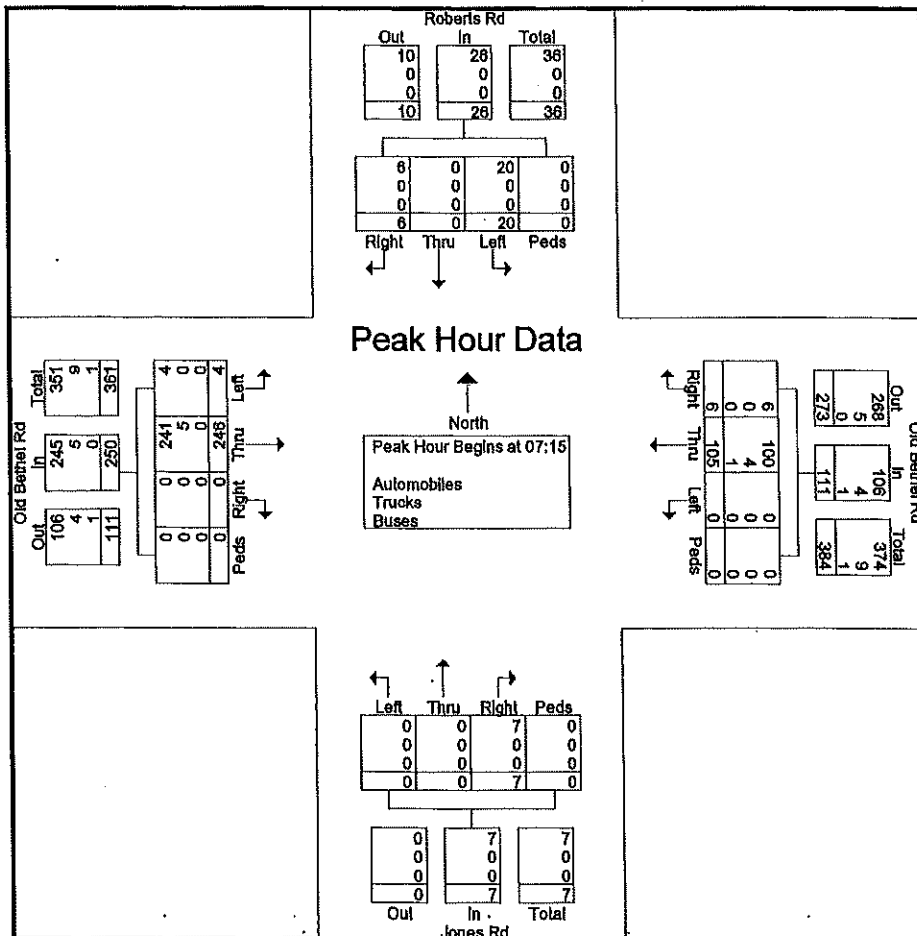 Roberts Rd
Out In Total
10 26 36
0 0 0
0 0 0
10 26 36
6 0 20 0
0 0 0 0
0 0 0 0
6 0 20 0
Right Thru Left Peds
Peak Hour Data
North
Peak Hour Begins at 07:15
Automobiles
Trucks
Buses
Old Bethel Rd
Total In Out
351 245 106
9 5 4
1 0 1
361 250 111
Left Thru Right Peds
4 241 0 0
0 5 0 0
0 0 0 0
4 246 0 0
Old Bethel Rd
Out In Total
268 106 374
5 4 9
0 1 1
273 111 384
Right Thru Left Peds
6 100 0 0
0 4 0 0
0 1 0 0
6 105 0 0
Left Thru Right Peds
0 0 7 0
0 0 0 0
0 0 0 0
0 0 7 0
0 7 7
0 0 0
0 0 0
0 7 7
Out In Total
Jones Rd